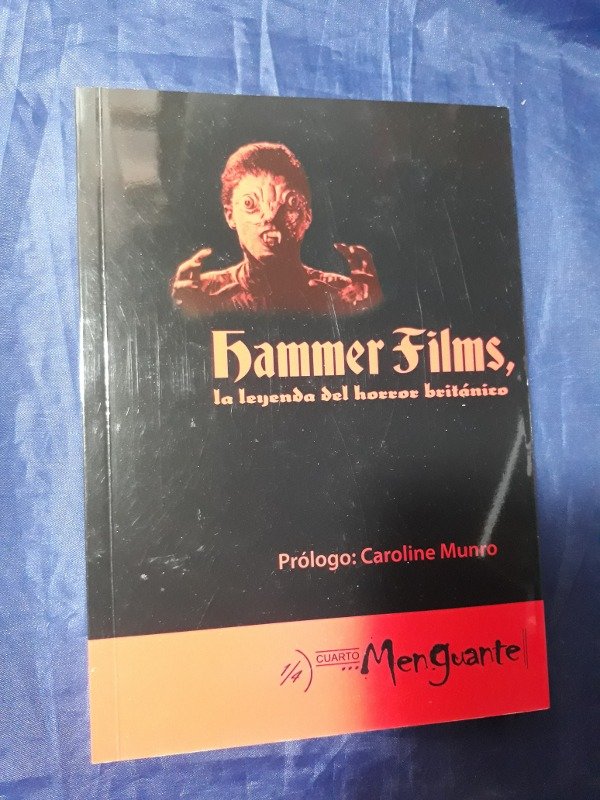 Hammer Films,
la leyenda del horror británico
Prólogo: Caroline Munro
1/4) CUARTO ... Menguante